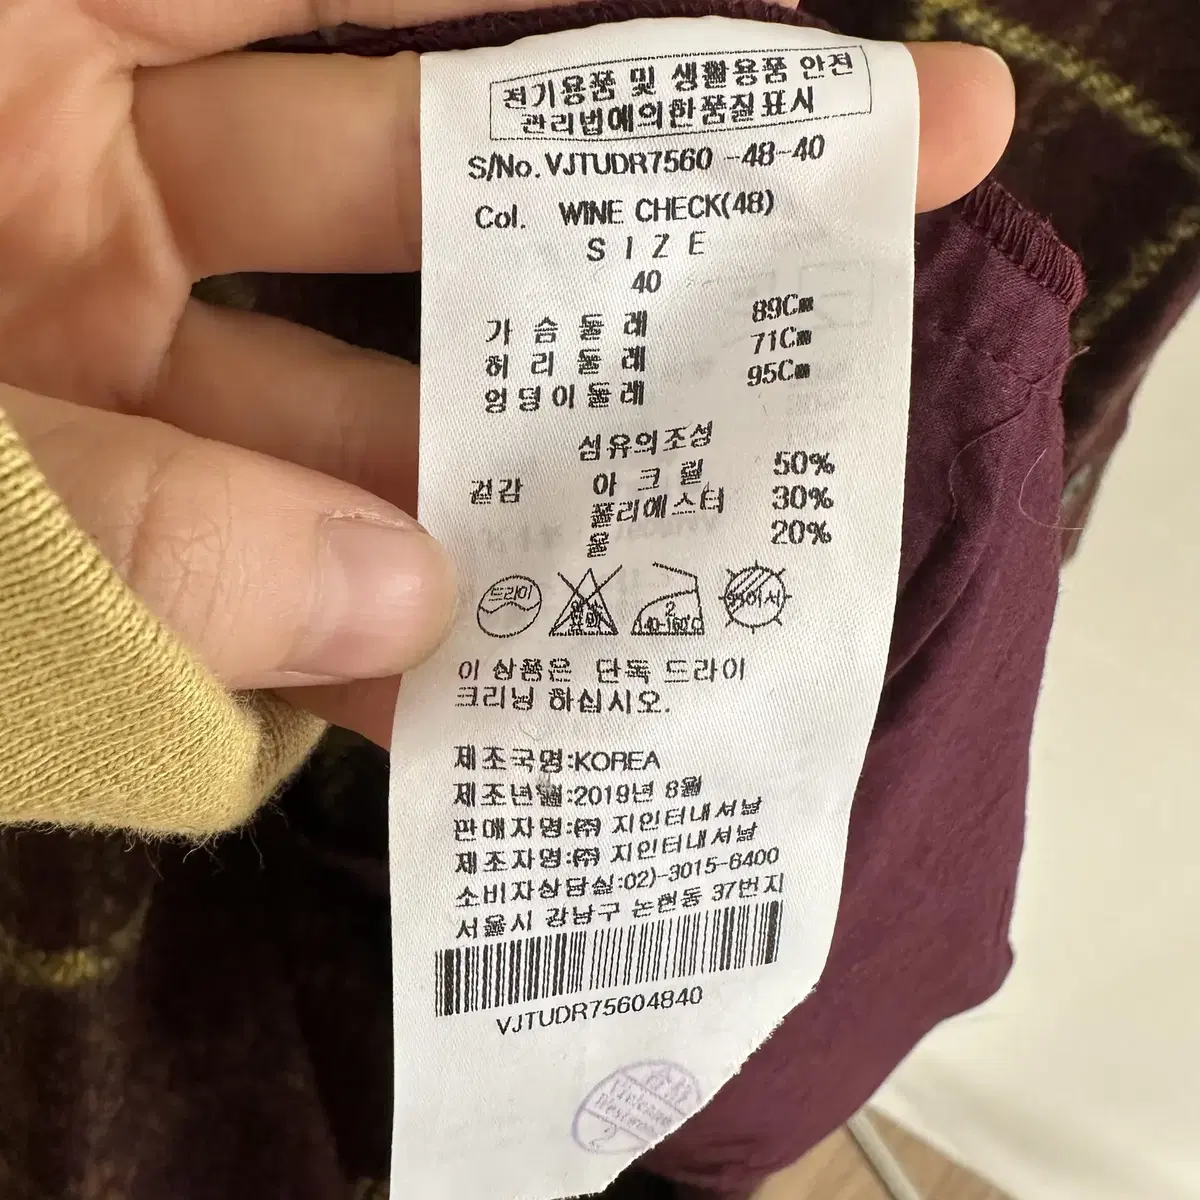 전기용품 및 생활용품 안전
관리법에의한품질표시
S/No. VJTUDR7560 -48-40
Col. WINE CHECK(48)
SIZE
40
가슴둘레 89Cm
허리둘레 71Cm
엉덩이둘레 95Cm
섬유의조성
겉감 아크릴 50%
폴리에스터 30%
울 20%
드라이
2
140-160℃
이 상품은 단독 드라이
크리닝 하십시오.
제조국명:KOREA
제조년월:2019년 8월
판매자명:㈜ 지인터내셔날
제조자명:㈜ 지인터내셔날
소비자상담실:02)-3015-6400
서울시 강남구 논현동 37번지
VJTUDR75604840
2